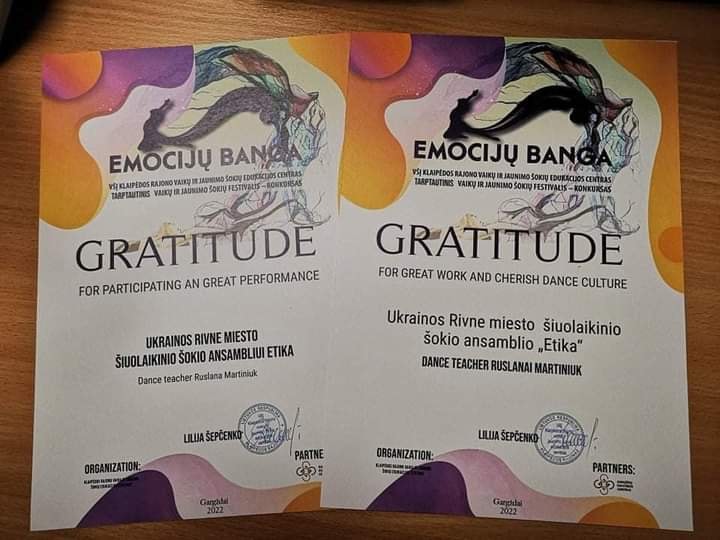 EMOCIJŲ BANGA
VŠĮ KLAIPĖDOS RAJONO VAIKŲ IR JAUNIMO ŠOKIŲ EDUKACIJOS CENTRAS
TARPTAUTINIS VAIKŲ IR JAUNIMO ŠOKIŲ FESTIVALIS – KONKURSAS
GRATITUDE
FOR PARTICIPATING AN GREAT PERFORMANCE
UKRAINOS RIVNE MIESTO
ŠIUOLAIKINIO ŠOKIO ANSAMBLIUI ETIKA
Dance teacher Ruslana Martiniuk
LILIJA ŠEPČENKO
ORGANIZATION:
PARTNE
Gargždai
2022
EMOCIJŲ BANGA
VŠĮ KLAIPĖDOS RAJONO VAIKŲ IR JAUNIMO ŠOKIŲ EDUKACIJOS CENTRAS
TARPTAUTINIS VAIKŲ IR JAUNIMO ŠOKIŲ FESTIVALIS – KONKURSAS
GRATITUDE
FOR GREAT WORK AND CHERISH DANCE CULTURE
Ukrainos Rivne miesto šiuolaikinio
šokio ansamblio „Etika“
DANCE TEACHER RUSLANAI MARTINIUK
LILIJA ŠEPČENKO
ORGANIZATION:
PARTNERS:
Gargždai
2022